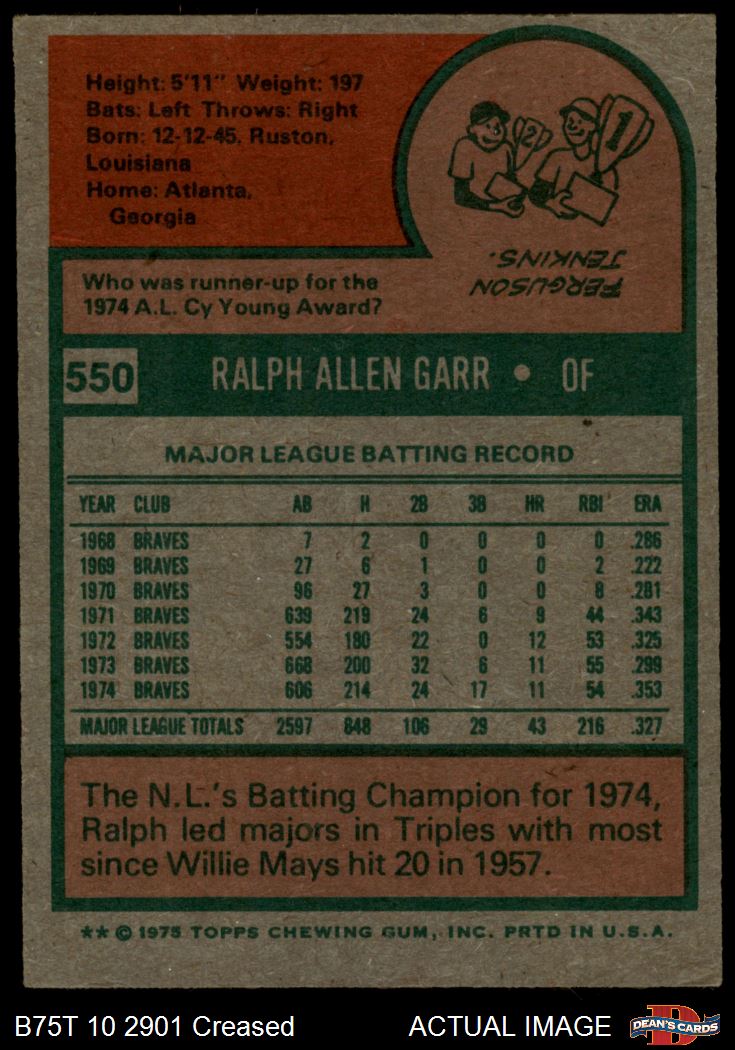 Height: 5'11" Weight: 197
Bats: Left Throws: Right
Born: 12-12-45, Ruston,
Louisiana
Home: Atlanta,
Georgia
2
1
FERGUSON
JENKINS.
Who was runner-up for the
1974 A.L. Cy Young Award?
550 RALPH ALLEN GARR • OF
MAJOR LEAGUE BATTING RECORD
YEAR CLUB AB H 2B 3B HR RBI ERA
1968 BRAVES 7 2 0 0 0 0 .286
1969 BRAVES 27 6 1 0 0 2 .222
1970 BRAVES 96 27 3 0 0 8 .281
1971 BRAVES 639 219 24 6 9 44 .343
1972 BRAVES 554 180 22 0 12 53 .325
1973 BRAVES 668 200 32 6 11 55 .299
1974 BRAVES 606 214 24 17 11 54 .353
MAJOR LEAGUE TOTALS 2597 848 106 29 43 216 .327
The N.L.'s Batting Champion for 1974,
Ralph led majors in Triples with most
since Willie Mays hit 20 in 1957.
** © 1975 TOPPS CHEWING GUM, INC. PRTD IN U.S.A.
B75T 10 2901 Creased ACTUAL IMAGE
D
DEAN'S CARDS